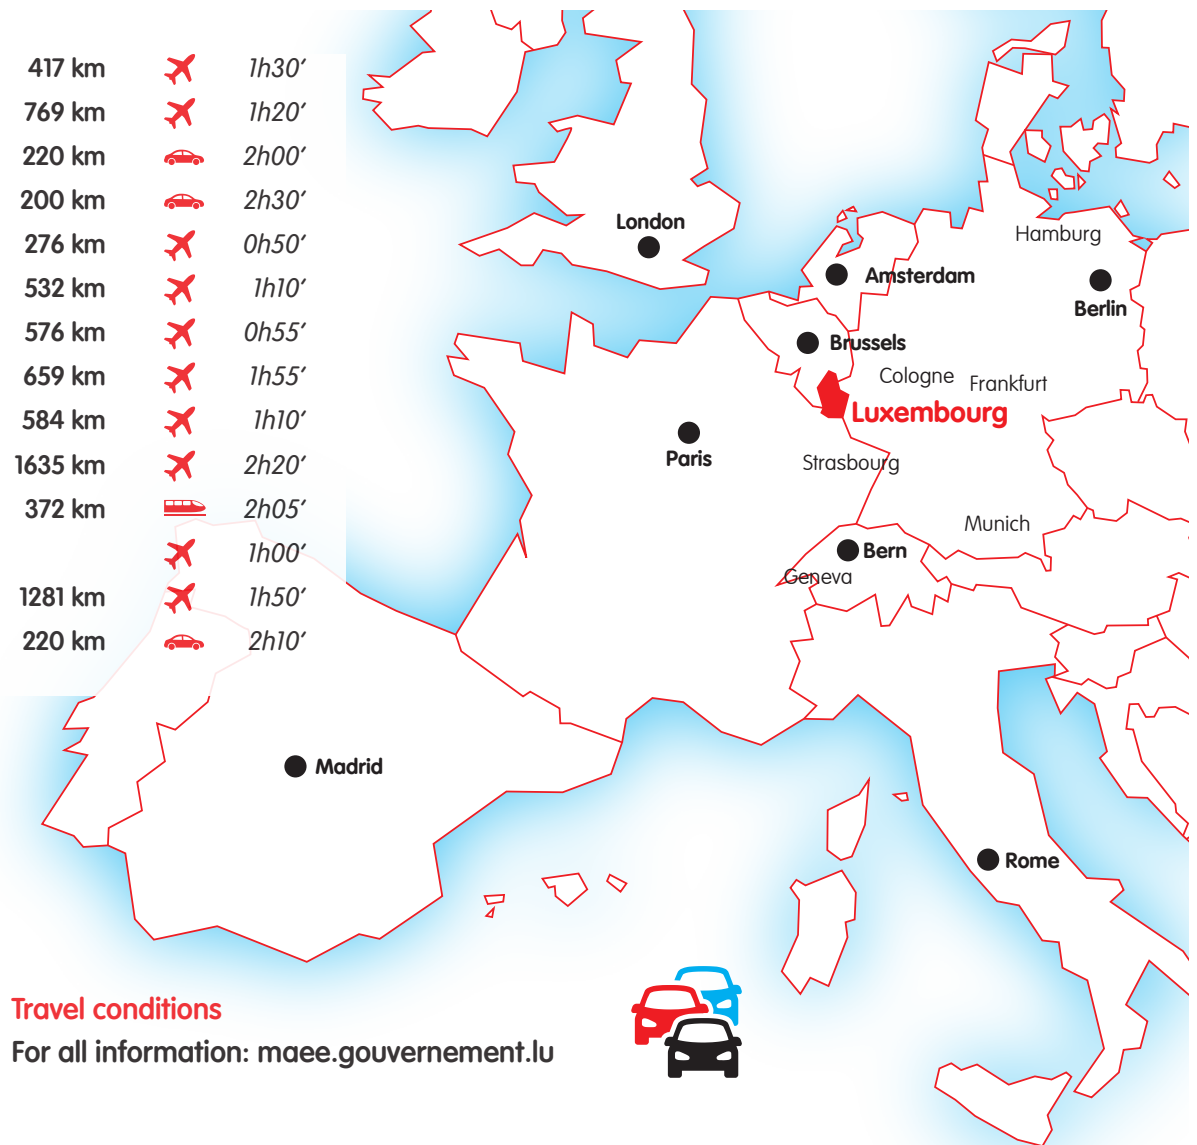 417 km 1h30’
769 km 1h20’
220 km 2h00’
200 km 2h30’
276 km 0h50’
532 km 1h10’
576 km 0h55’
659 km 1h55’
584 km 1h10’
1635 km 2h20’
372 km 2h05’
1h00’
1281 km 1h50’
220 km 2h10’
London
Hamburg
Amsterdam
Berlin
Brussels
Cologne
Frankfurt
Luxembourg
Paris
Strasbourg
Munich
Bern
Geneva
Madrid
Rome
Travel conditions
For all information: maee.gouvernement.lu